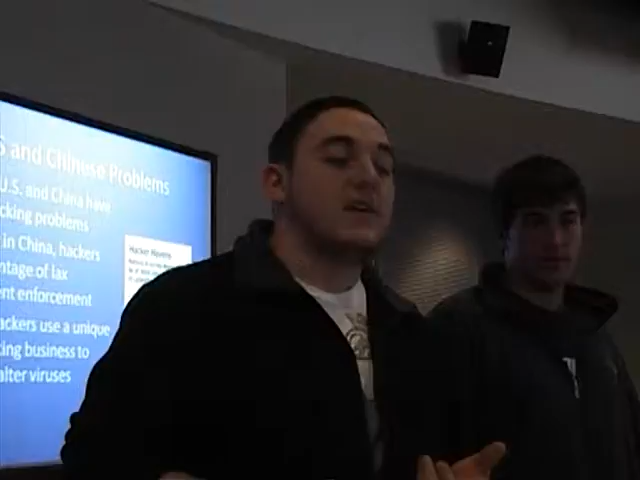 S and Chinese Problems
U.S. and China have
cking problems
in China, hackers
ntage of lax
ent enforcement
ackers use a unique
ing business to
alter viruses
Hacker Havens